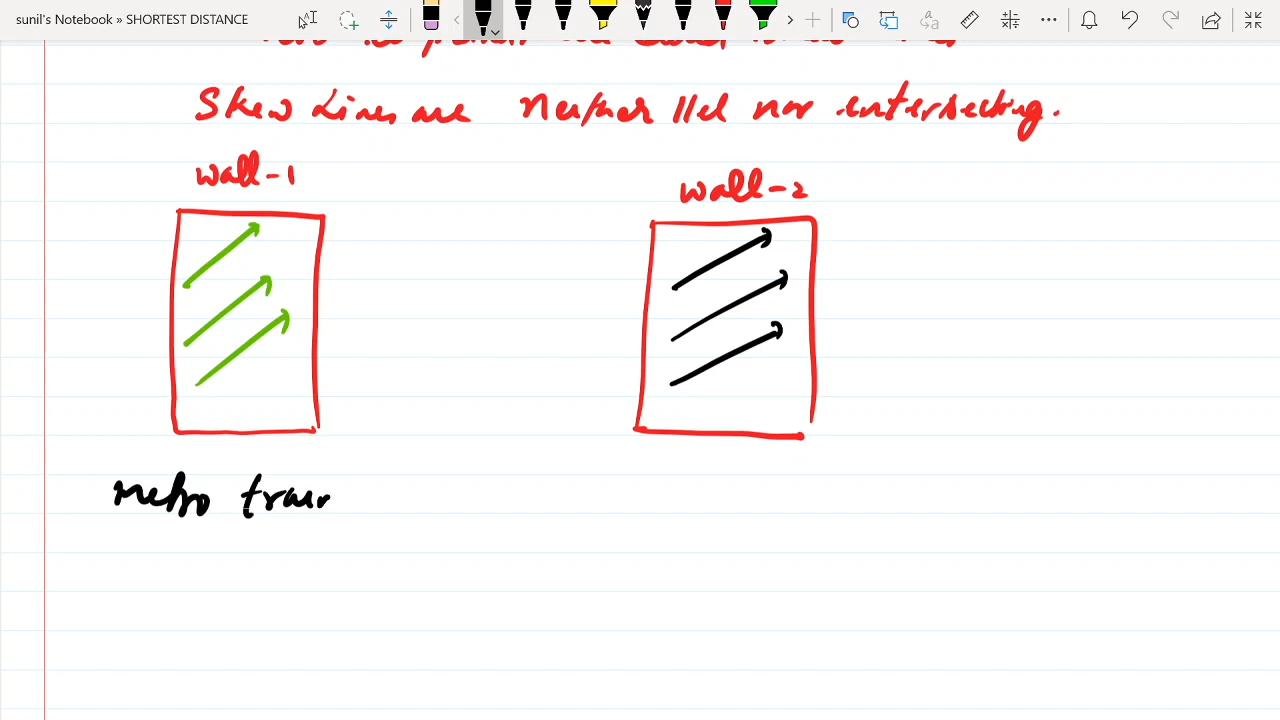 sunil's Notebook » SHORTEST DISTANCE
Skew Lines are Neither llel nor intersecting.
wall-1
wall-2
metro train